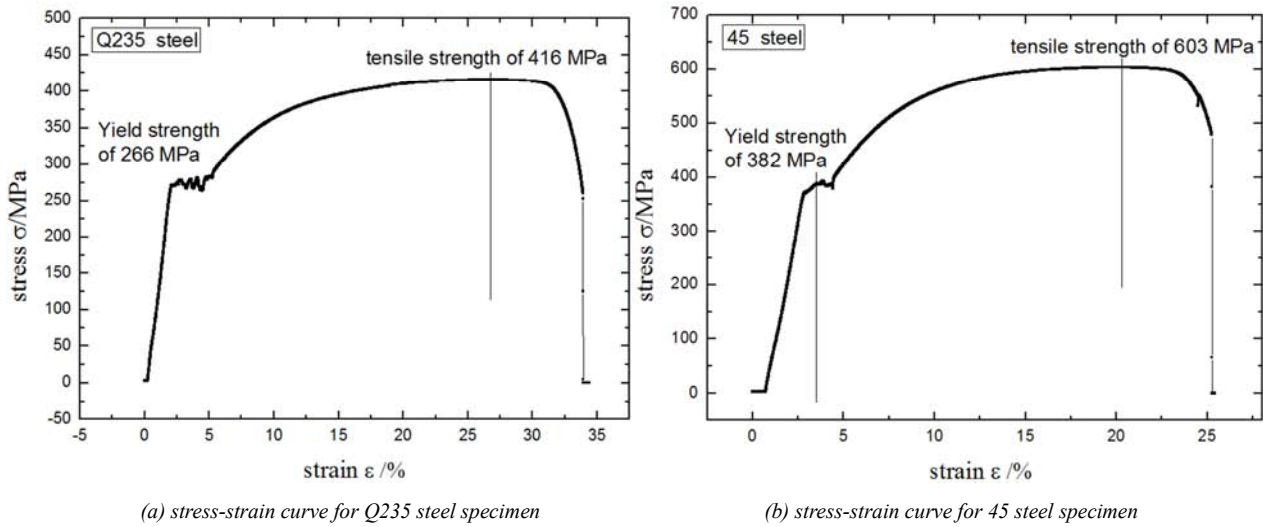 Q235 steel
tensile strength of 416 MPa
Yield strength
of 266 MPa
500
450
400
350
300
250
200
150
100
50
0
-50
stress σ/MPa
-5 0 5 10 15 20 25 30 35
strain ε /%
(a) stress-strain curve for Q235 steel specimen
45 steel
tensile strength of 603 MPa
Yield strength
of 382 MPa
700
600
500
400
300
200
100
0
stress σ/MPa
0 5 10 15 20 25
strain ε /%
(b) stress-strain curve for 45 steel specimen